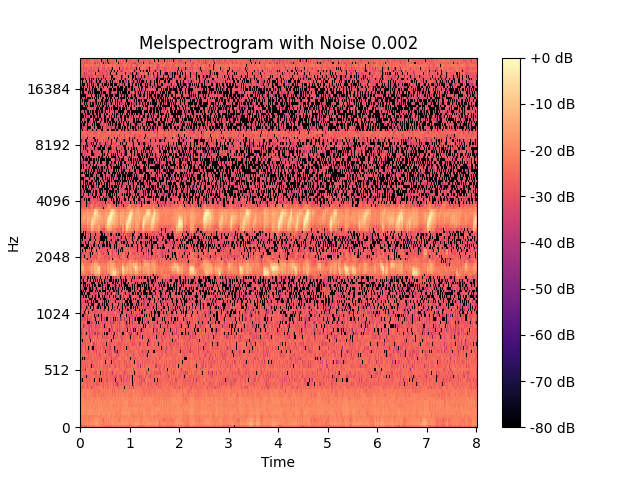 Melspectrogram with Noise 0.002
Hz
16384
8192
4096
2048
1024
512
0
0 1 2 3 4 5 6 7 8
Time
+0 dB
-10 dB
-20 dB
-30 dB
-40 dB
-50 dB
-60 dB
-70 dB
-80 dB